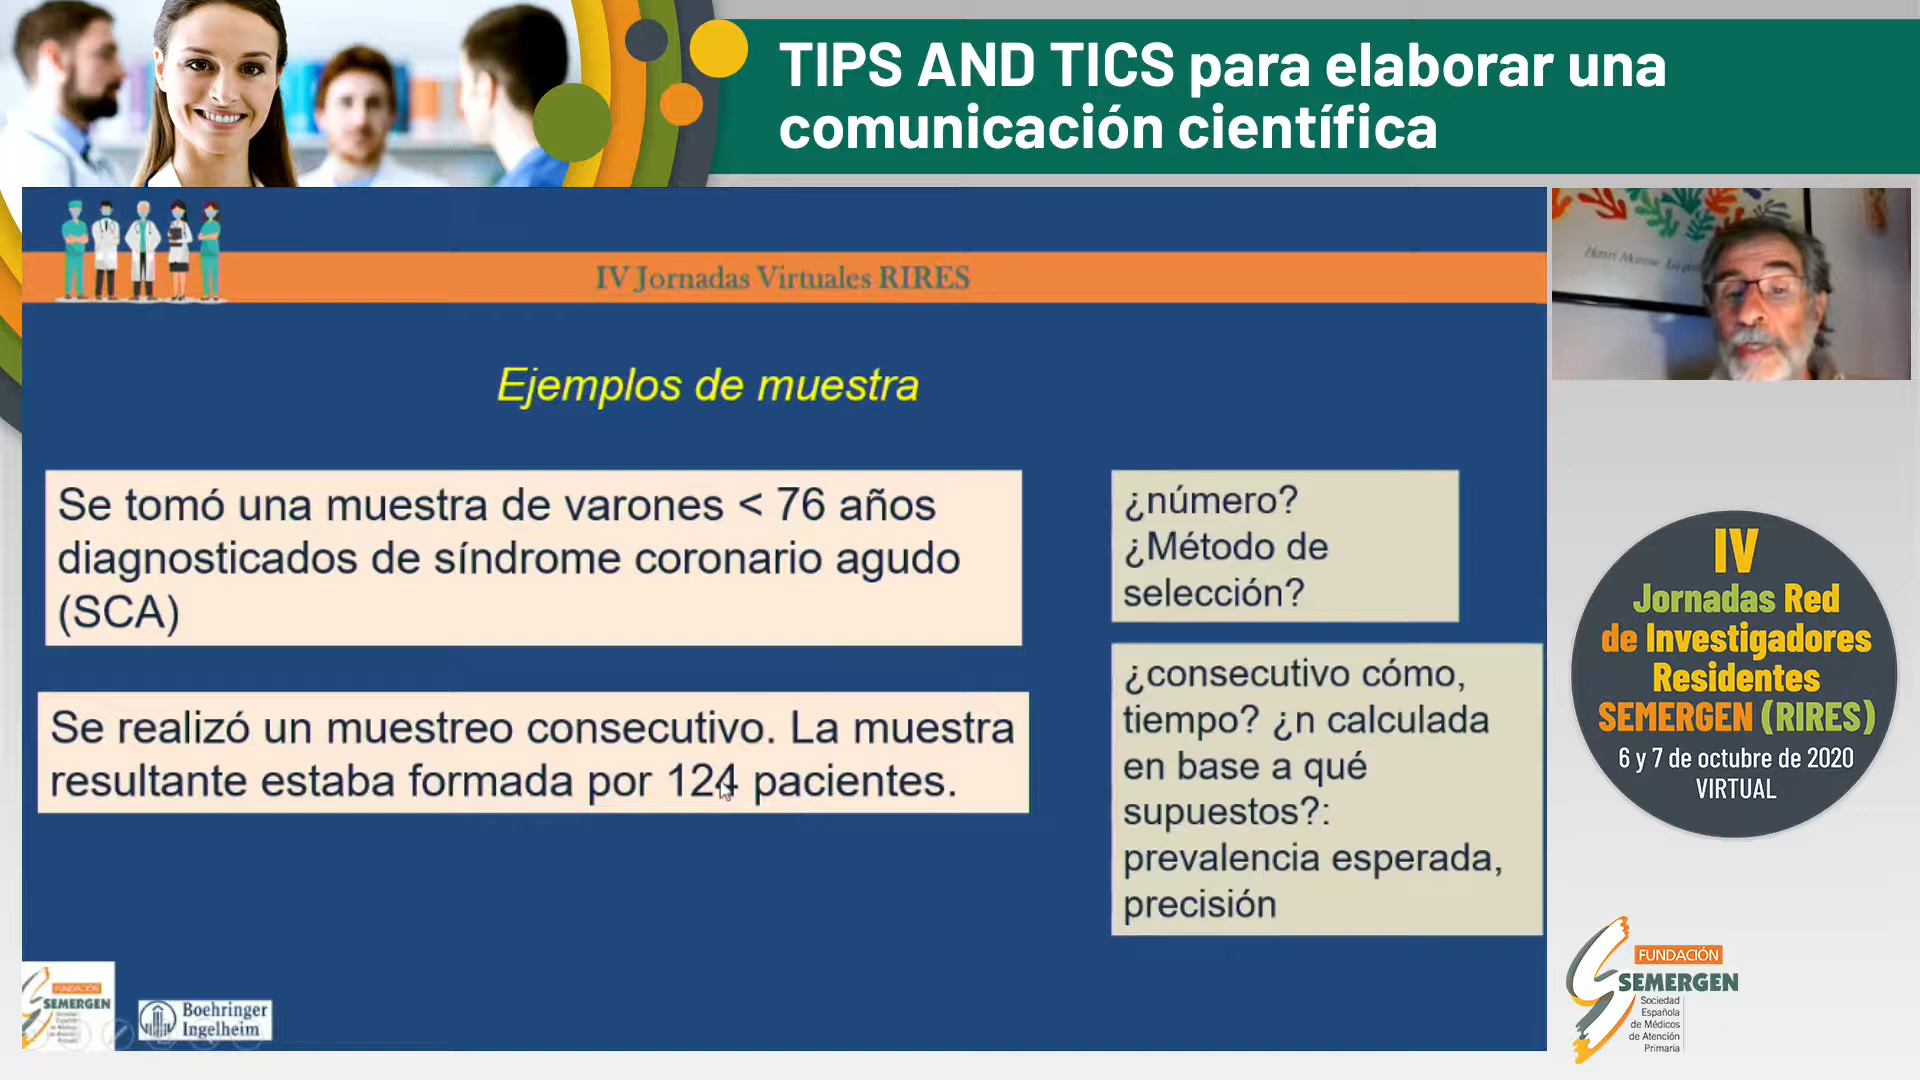 TIPS AND TICS para elaborar una
comunicación científica
IV Jornadas Virtuales RIRES
Ejemplos de muestra
Se tomó una muestra de varones < 76 años
diagnosticados de síndrome coronario agudo
(SCA)
¿número?
¿Método de
selección?
Se realizó un muestreo consecutivo. La muestra
resultante estaba formada por 124 pacientes.
¿consecutivo cómo,
tiempo? ¿n calculada
en base a qué
supuestos?:
prevalencia esperada,
precisión
IV
Jornadas Red
de Investigadores
Residentes
SEMERGEN (RIRES)
6 y 7 de octubre de 2020
VIRTUAL
FUNDACIÓN
SEMERGEN
Sociedad
Española
de Médicos
de Atención
Primaria
FUNDACIÓN
SEMERGEN
Boehringer
Ingelheim